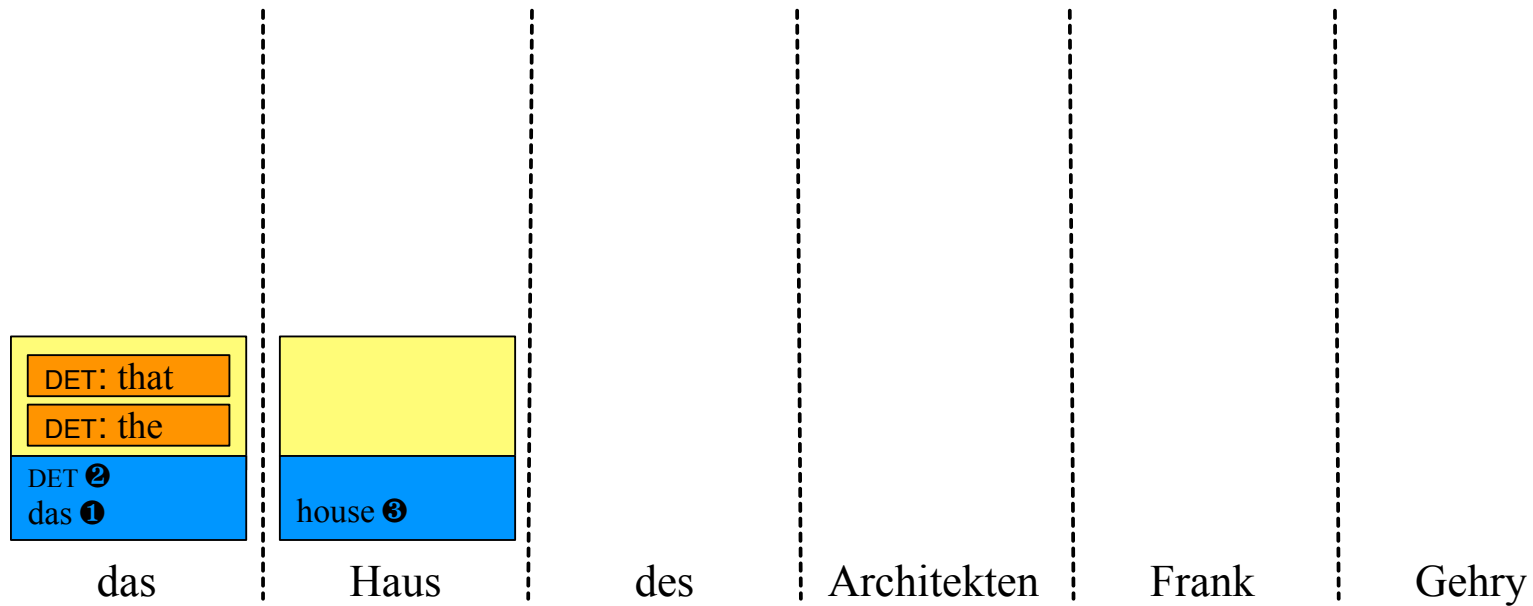 DET: that
DET: the
DET ❷
das ❶
house ❸
das Haus des Architekten Frank Gehry